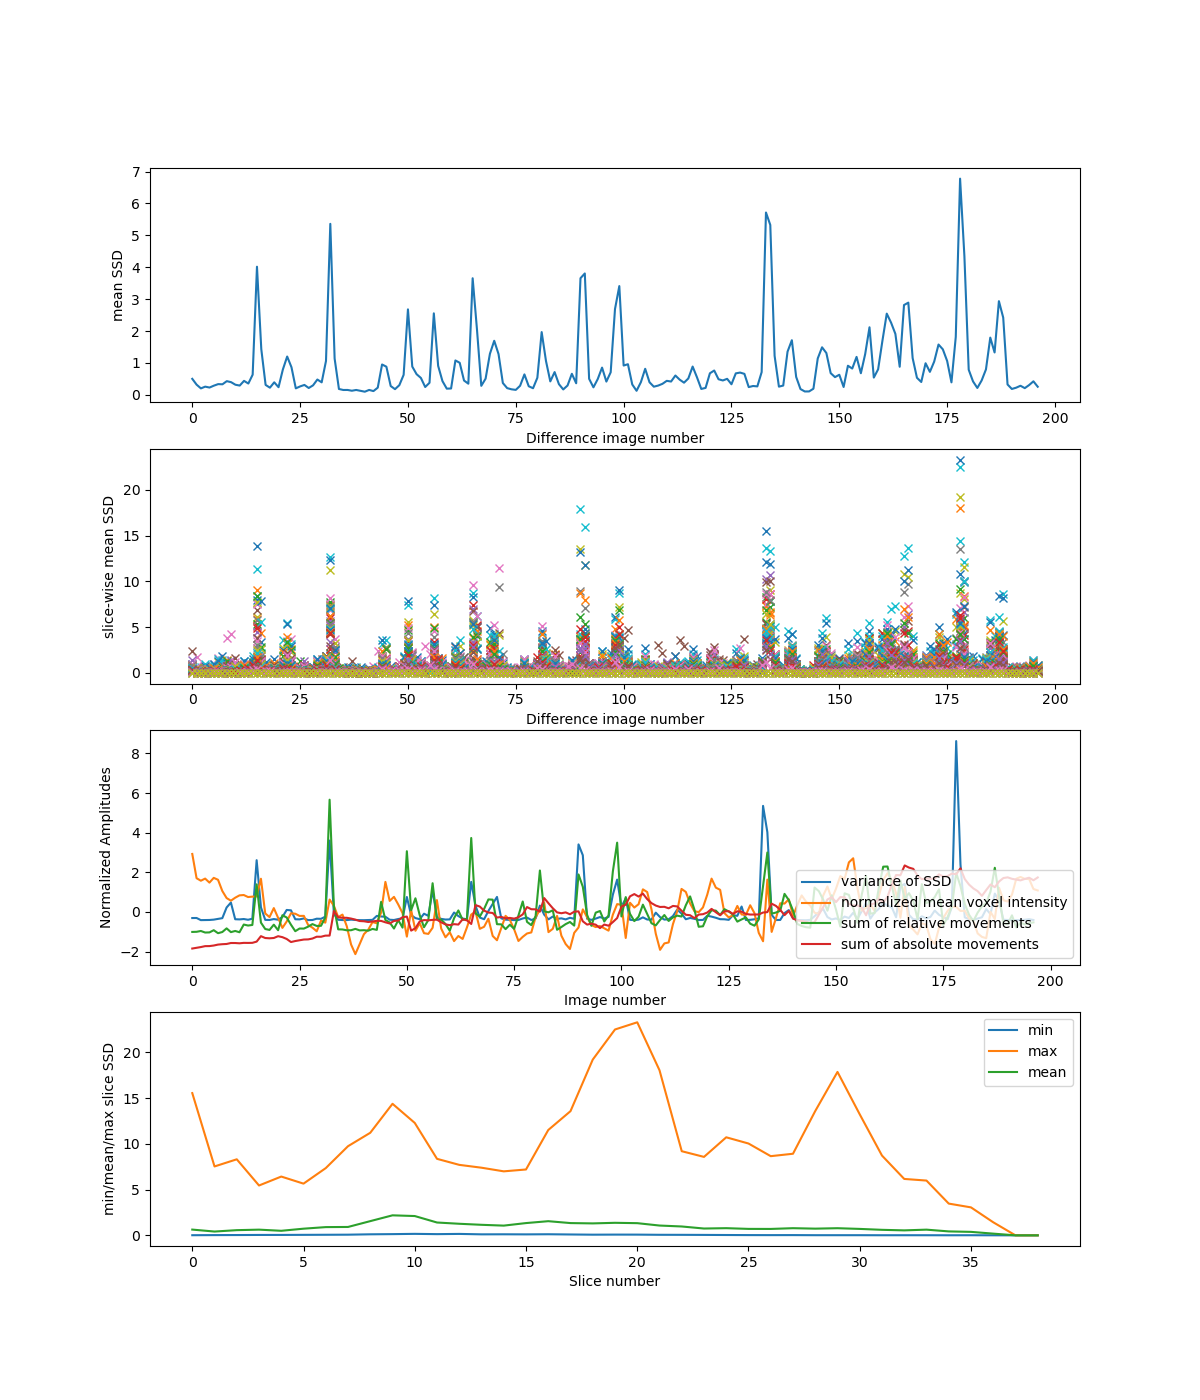 7
6
5
4
3
2
1
0
mean SSD
0 25 50 75 100 125 150 175 200
Difference image number
20
15
10
5
0
slice-wise mean SSD
0 25 50 75 100 125 150 175 200
Difference image number
8
6
4
2
0
−2
Normalized Amplitudes
variance of SSD
normalized mean voxel intensity
sum of relative movements
sum of absolute movements
0 25 50 75 100 125 150 175 200
Image number
20
15
10
5
0
min/mean/max slice SSD
min
max
mean
0 5 10 15 20 25 30 35
Slice number